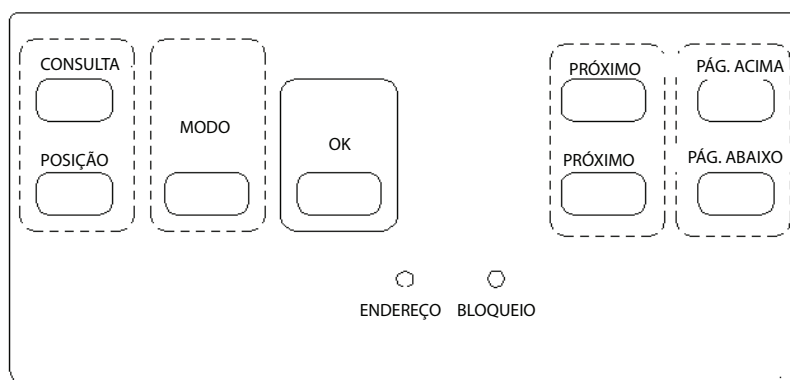 CONSULTA
POSIÇÃO
MODO
OK
PRÓXIMO
PRÓXIMO
PÁG. ACIMA
PÁG. ABAIXO
ENDEREÇO
BLOQUEIO